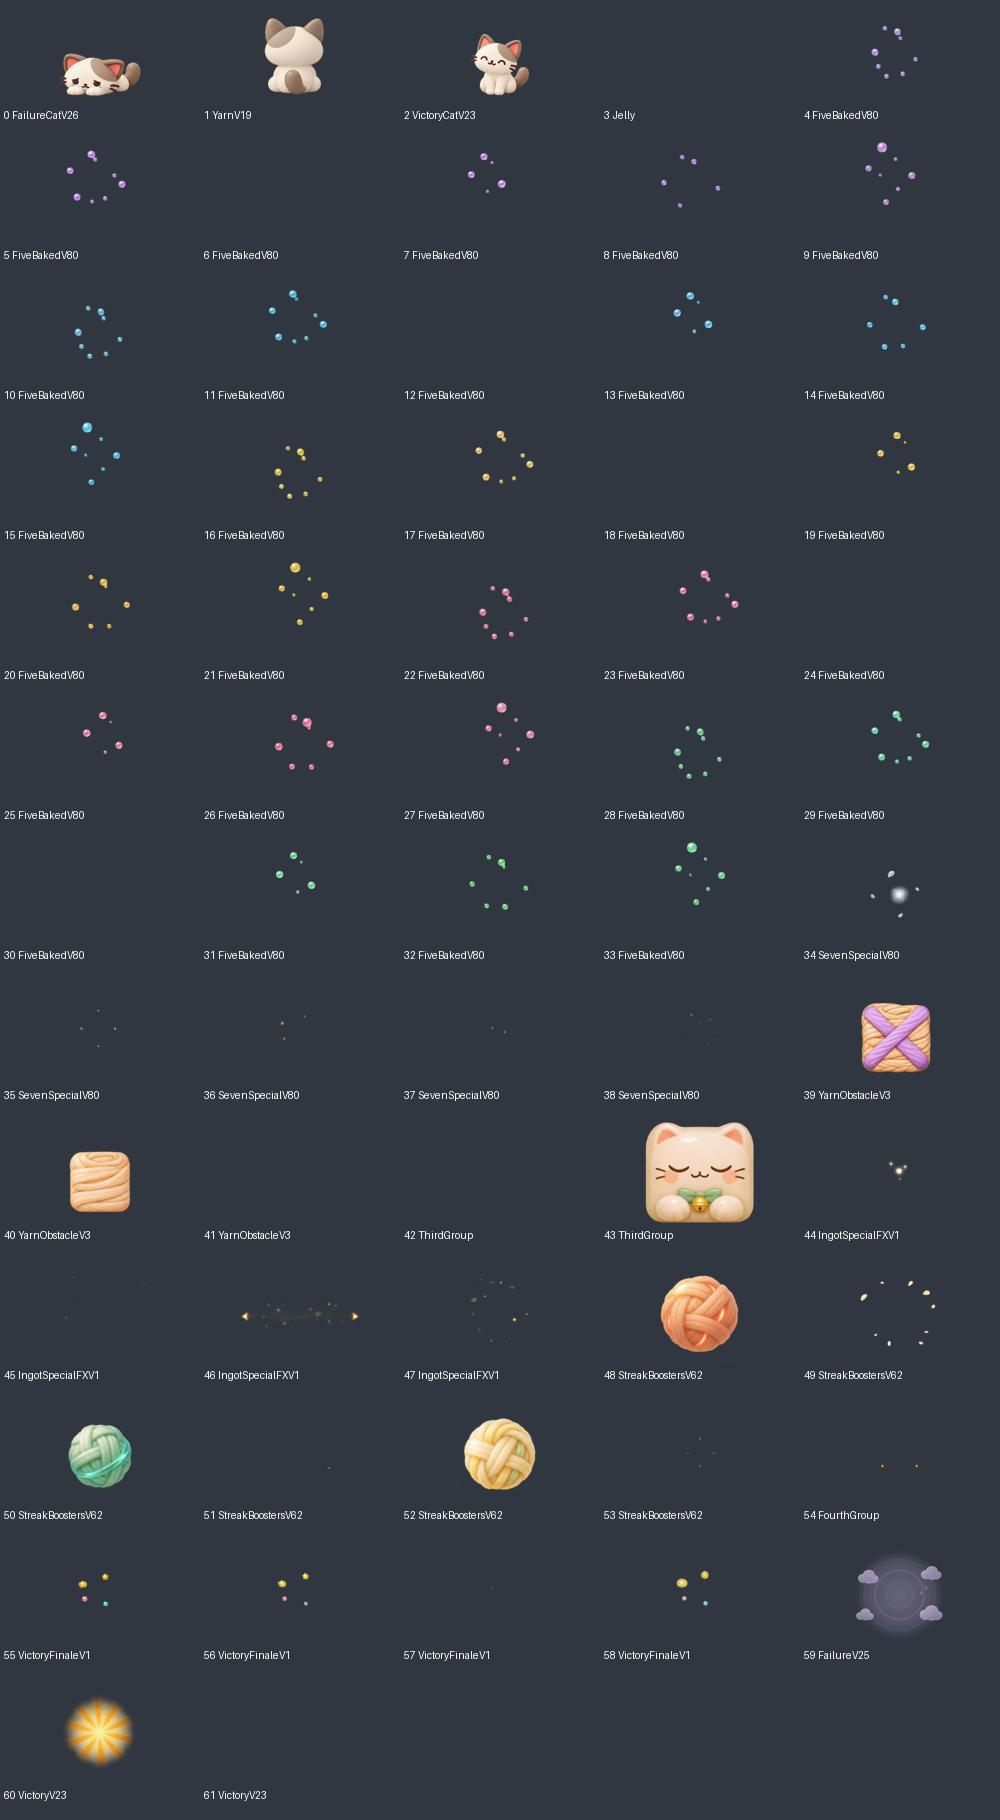 0 FailureCatV26
1 YarnV19
2 VictoryCatV23
3 Jelly
4 FiveBakedV80
5 FiveBakedV80
6 FiveBakedV80
7 FiveBakedV80
8 FiveBakedV80
9 FiveBakedV80
10 FiveBakedV80
11 FiveBakedV80
12 FiveBakedV80
13 FiveBakedV80
14 FiveBakedV80
15 FiveBakedV80
16 FiveBakedV80
17 FiveBakedV80
18 FiveBakedV80
19 FiveBakedV80
20 FiveBakedV80
21 FiveBakedV80
22 FiveBakedV80
23 FiveBakedV80
24 FiveBakedV80
25 FiveBakedV80
26 FiveBakedV80
27 FiveBakedV80
28 FiveBakedV80
29 FiveBakedV80
30 FiveBakedV80
31 FiveBakedV80
32 FiveBakedV80
33 FiveBakedV80
34 SevenSpecialV80
35 SevenSpecialV80
36 SevenSpecialV80
37 SevenSpecialV80
38 SevenSpecialV80
39 YarnObstacleV3
40 YarnObstacleV3
41 YarnObstacleV3
42 ThirdGroup
43 ThirdGroup
44 IngotSpecialFXV1
45 IngotSpecialFXV1
46 IngotSpecialFXV1
47 IngotSpecialFXV1
48 StreakBoostersV62
49 StreakBoostersV62
50 StreakBoostersV62
51 StreakBoostersV62
52 StreakBoostersV62
53 StreakBoostersV62
54 FourthGroup
55 VictoryFinaleV1
56 VictoryFinaleV1
57 VictoryFinaleV1
58 VictoryFinaleV1
59 FailureV25
60 VictoryV23
61 VictoryV23